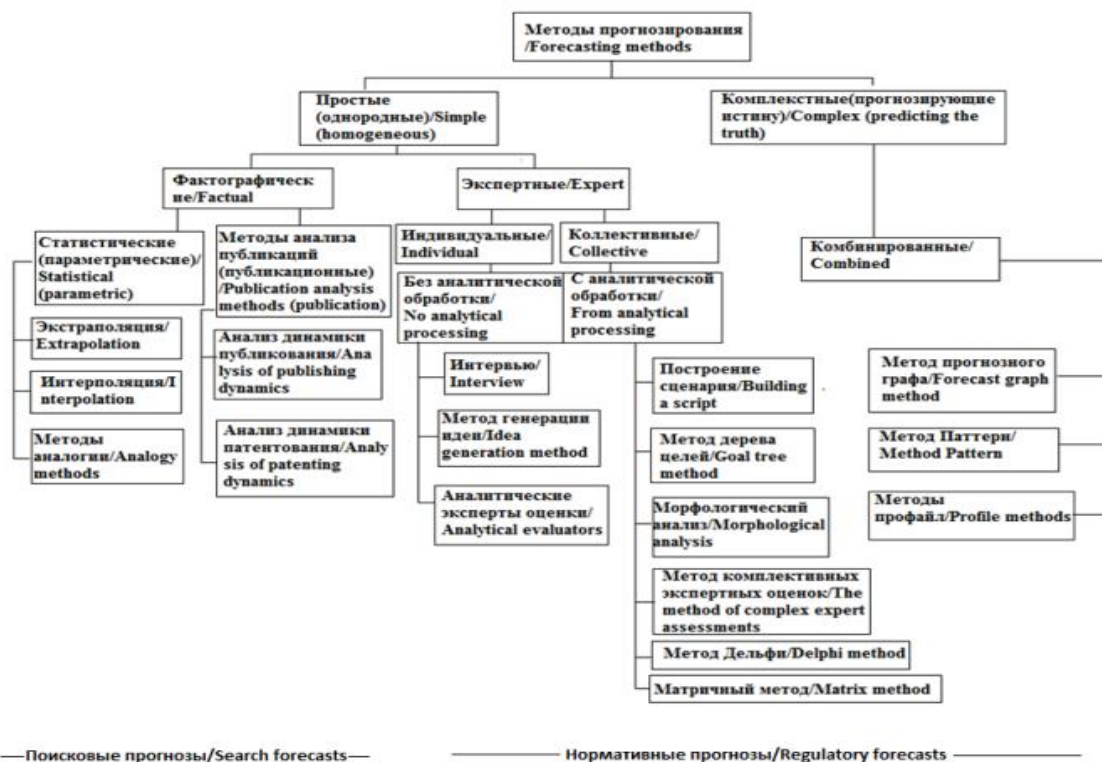 Методы прогнозирования
/Forecasting methods
Простые
(однородные)/Simple
(homogeneous)
Комплекстные(прогнозирующие
истину)/Complex (predicting the
truth)
Фактографическ
ие/Factual
Экспертные/Expert
Статистические
(параметрические)/
Statistical
(parametric)
Методы анализа
публикаций
(публикационные)
/Publication analysis
methods (publication)
Индивидуальные/
Individual
Коллективные/
Collective
Комбинированные/
Combined
Без аналитической
обработки/
No analytical
processing
С аналитической
обработки/
From analytical
processing
Экстраполяция/
Extrapolation
Интерполяция/I
nterpolation
Методы
аналогии/Analogy
methods
Анализ динамики
публикования/Ana
lysis of publishing
dynamics
Анализ динамики
патентования/Analy
sis of patenting
dynamics
Интервью/
Interview
Метод генерации
идеи/Idea
generation method
Аналитические
эксперты оценки/
Analytical evaluators
Построение
сценария/Building
a script
Метод дерева
целей/Goal tree
method
Морфологический
анализ/Morphological
analysis
Метод комплективных
экспертных оценок/The
method of complex expert
assessments
Метод Дельфи/Delphi method
Матричный метод/Matrix method
Метод прогнозного
графа/Forecast graph
method
Метод Паттерн/
Method Pattern
Методы
профайл/Profile methods
Поисковые прогнозы/Search forecasts
Нормативные прогнозы/Regulatory forecasts